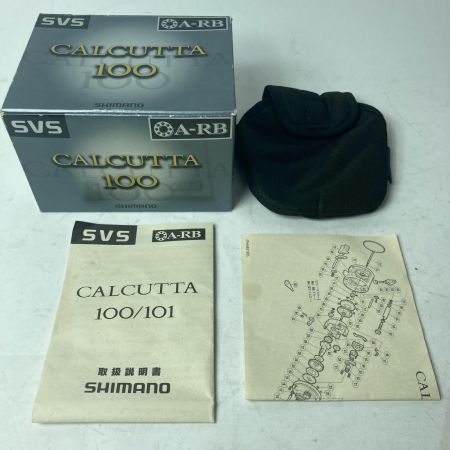 SVS A-RB
CALCUTTA
100
SHIMANO
SVS A-RB
CALCUTTA
100
SHIMANO
SVS A-RB
CALCUTTA
100/101
取扱説明書
SHIMANO
CAL